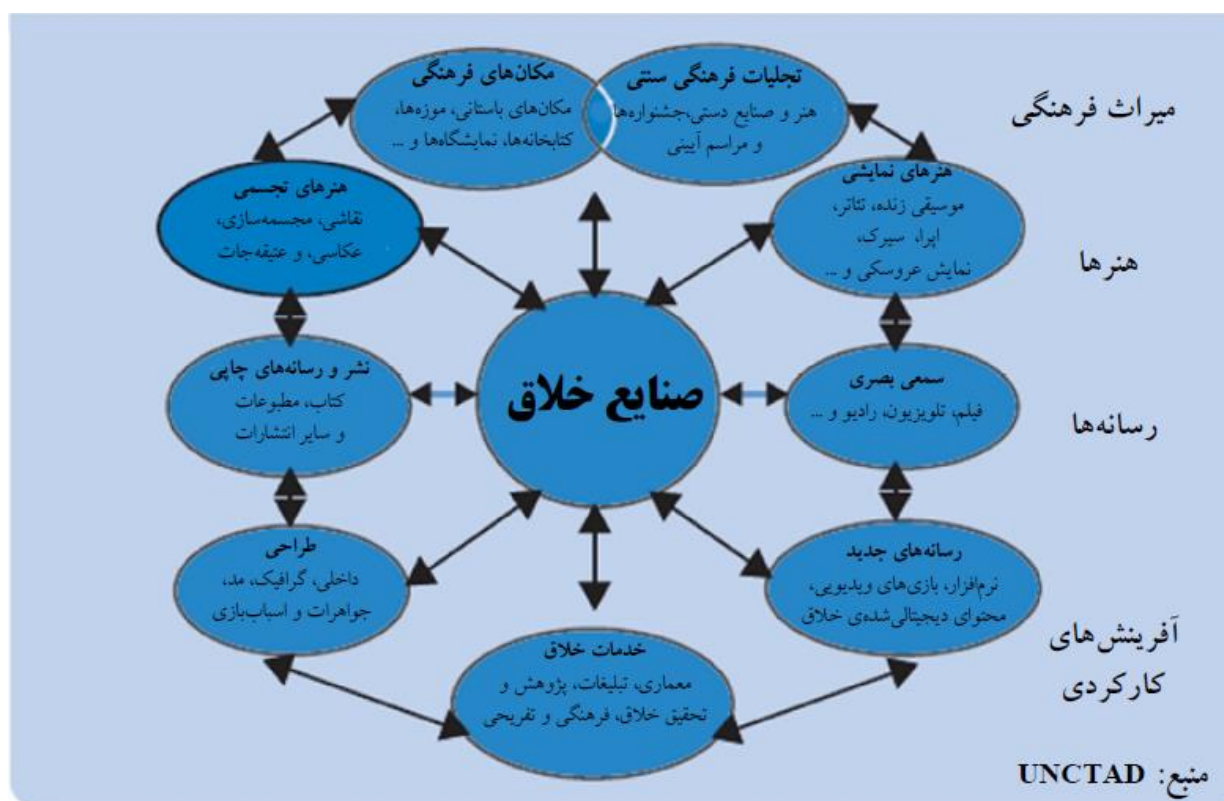 میراث فرهنگی
تجلیات فرهنگی سنتی
هنر و صنایع دستی،جشنواره‌ها
و مراسم آیینی
مکان‌های فرهنگی
مکان‌های باستانی، موزه‌ها،
کتابخانه‌ها، نمایشگاه‌ها و ...
هنرها
هنرهای نمایشی
موسیقی زنده، تئاتر،
اپرا، سیرک،
نمایش عروسکی و ...
هنرهای تجسمی
نقاشی، مجسمه‌سازی،
عکاسی، و عتیقه‌جات
صنایع خلاق
رسانه‌ها
سمعی بصری
فیلم، تلویزیون، رادیو و ...
نشر و رسانه‌های چاپی
کتاب، مطبوعات
و سایر انتشارات
آفرینش‌های
کارکردی
رسانه‌های جدید
نرم‌افزار، بازی‌های ویدیویی،
محتوای دیجیتالی‌شده‌ی خلاق
طراحی
داخلی، گرافیک، مد،
جواهرات و اسباب‌بازی
خدمات خلاق
معماری، تبلیغات، پژوهش و
تحقیق خلاق، فرهنگی و تفریحی
منبع: UNCTAD